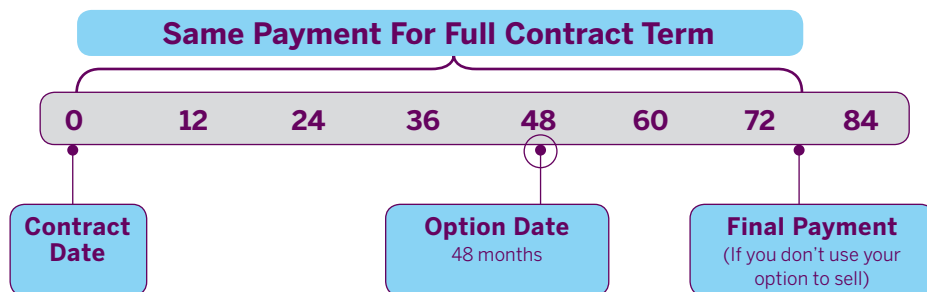 Same Payment For Full Contract Term
0 12 24 36 48 60 72 84
Contract
Date
Option Date
48 months
Final Payment
(If you don't use your
option to sell)